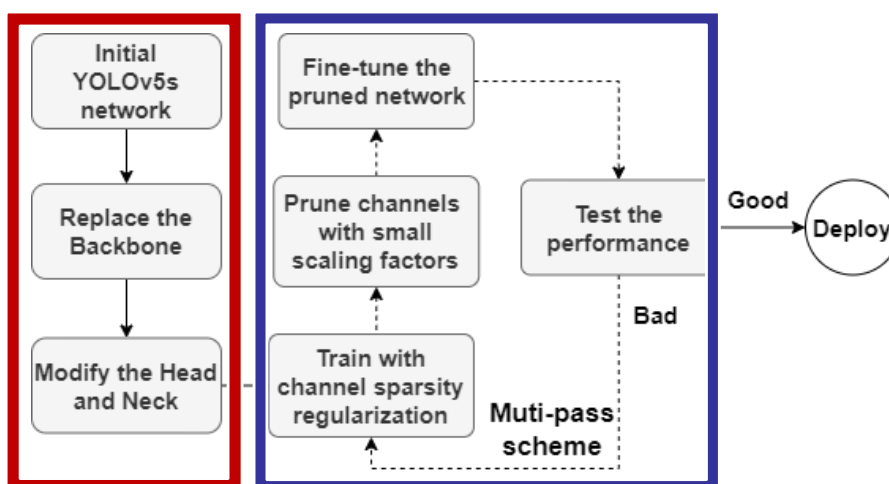 Initial
YOLOv5s
network
Replace the
Backbone
Modify the Head
and Neck
Fine-tune the
pruned network
Prune channels
with small
scaling factors
Train with
channel sparsity
regularization
Test the
performance
Good
Deploy
Bad
Muti-pass
scheme